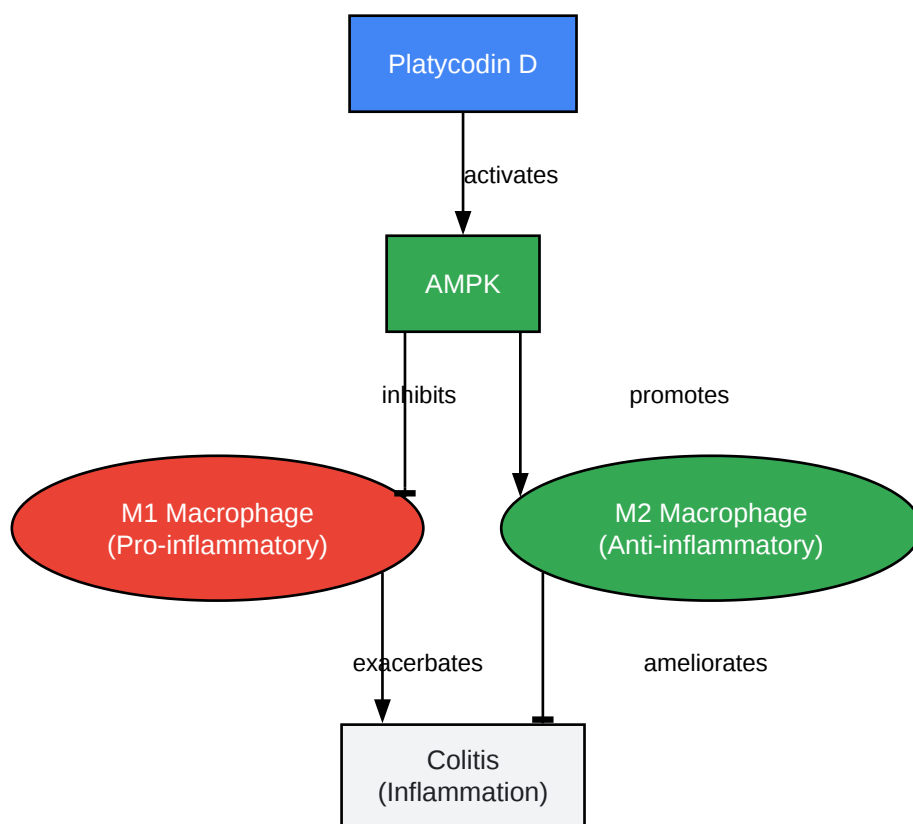 Platycodin D
activates
AMPK
inhibits
promotes
M1 Macrophage
(Pro-inflammatory)
M2 Macrophage
(Anti-inflammatory)
exacerbates
ameliorates
Colitis
(Inflammation)